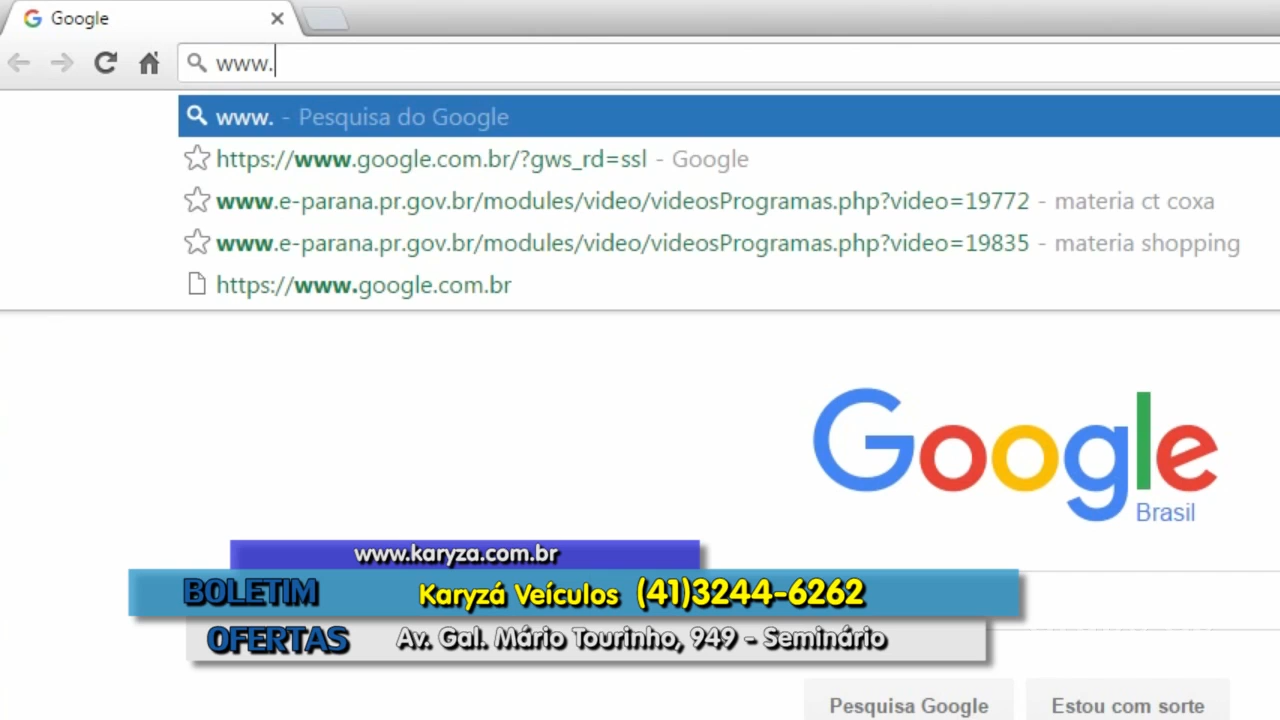 Google
www.
www. - Pesquisa do Google
https://www.google.com.br/?gws_rd=ssl - Google
www.e-parana.pr.gov.br/modules/video/videosProgramas.php?video=19772 - materia ct coxa
www.e-parana.pr.gov.br/modules/video/videosProgramas.php?video=19835 - materia shopping
https://www.google.com.br
Google
Brasil
www.karyza.com.br
BOLETIM Karyzá Veículos (41)3244-6262
OFERTAS Av. Gal. Mário Tourinho, 949 - Seminário
Pesquisa Google Estou com sorte